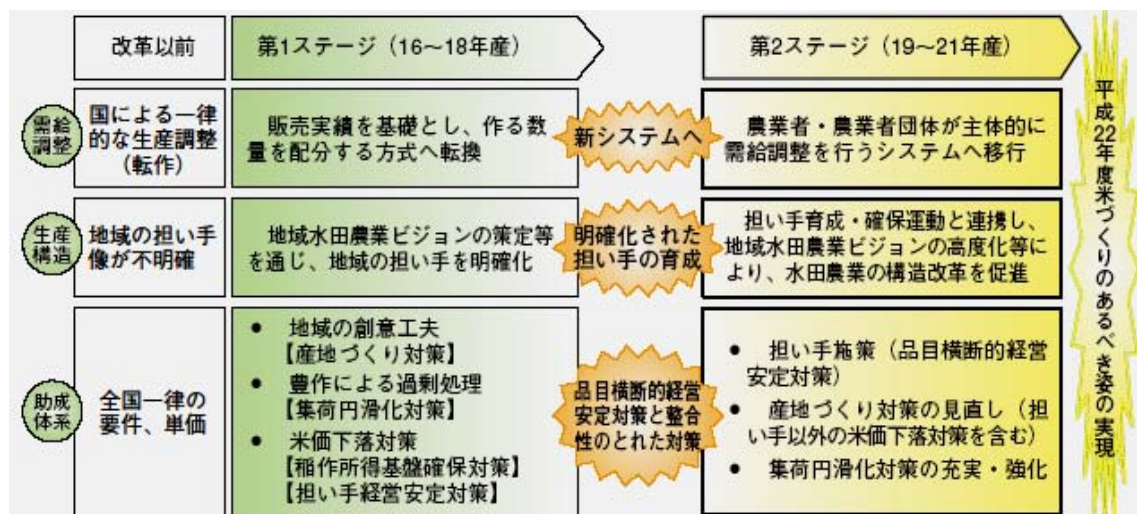 改革以前
第1ステージ（16～18年産）
第2ステージ（19～21年産）
需給
調整
国による一律
的な生産調整
（転作）
販売実績を基礎とし、作る数
量を配分する方式へ転換
新システムへ
農業者・農業者団体が主体的に
需給調整を行うシステムへ移行
生産
構造
地域の担い手
像が不明確
地域水田農業ビジョンの策定等
を通じ、地域の担い手を明確化
明確化された
担い手の育成
担い手育成・確保運動と連携し、
地域水田農業ビジョンの高度化等に
より、水田農業の構造改革を促進
助成
体系
全国一律の
要件、単価
● 地域の創意工夫
【産地づくり対策】
● 豊作による過剰処理
【集荷円滑化対策】
● 米価下落対策
【稲作所得基盤確保対策】
【担い手経営安定対策】
品目横断的経営
安定対策と整合
性のとれた対策
● 担い手施策（品目横断的経営
安定対策）
● 産地づくり対策の見直し（担
い手以外の米価下落対策を含む）
● 集荷円滑化対策の充実・強化
平成22年度米づくりのあるべき姿の実現